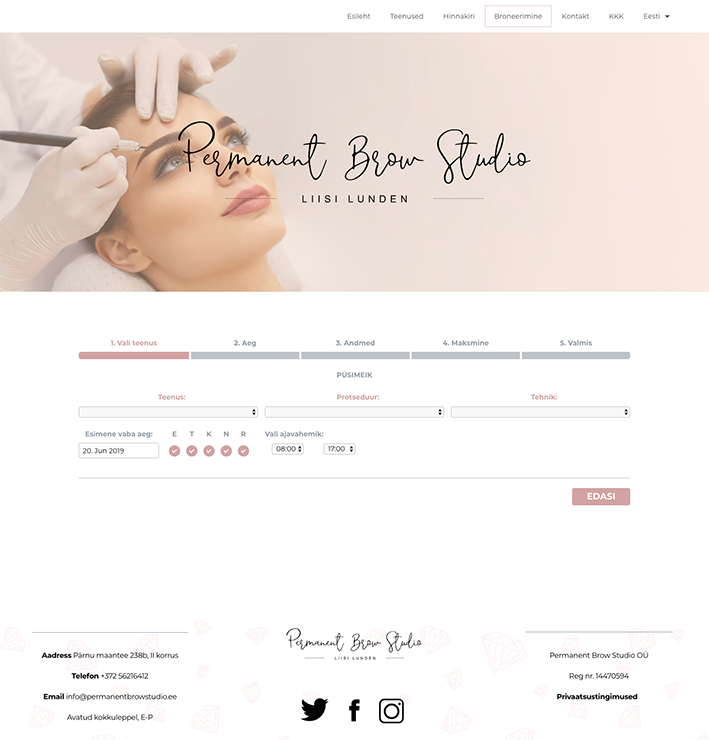 Esileht Teenused Hinnakiri Broneerimine Kontakt KKK Eesti
Permanent Brow Studio
LIISI LUNDEN
1. Vali teenus 2. Aeg 3. Andmed 4. Maksmine 5. Valmis
PÜSIMEIK
Teenus: Protseduur: Tehnik:
Esimene vaba aeg: E T K N R Vali ajavahemik:
20. Jun 2019 08:00 17:00
EDASI
Permanent Brow Studio
LIISI LUNDEN
Aadress Pärnu maantee 238b, II korrus
Telefon +372 56216412
Email info@permanentbrowstudio.ee
Avatud kokkuleppel, E-P
Permanent Brow Studio OÜ
Reg nr. 14470594
Privaatsustingimused